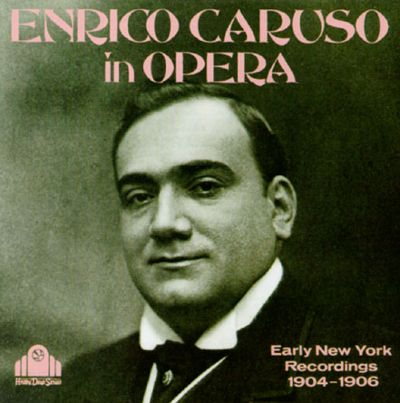 ENRICO CARUSO
in OPERA
Early New York
Recordings
1904-1906